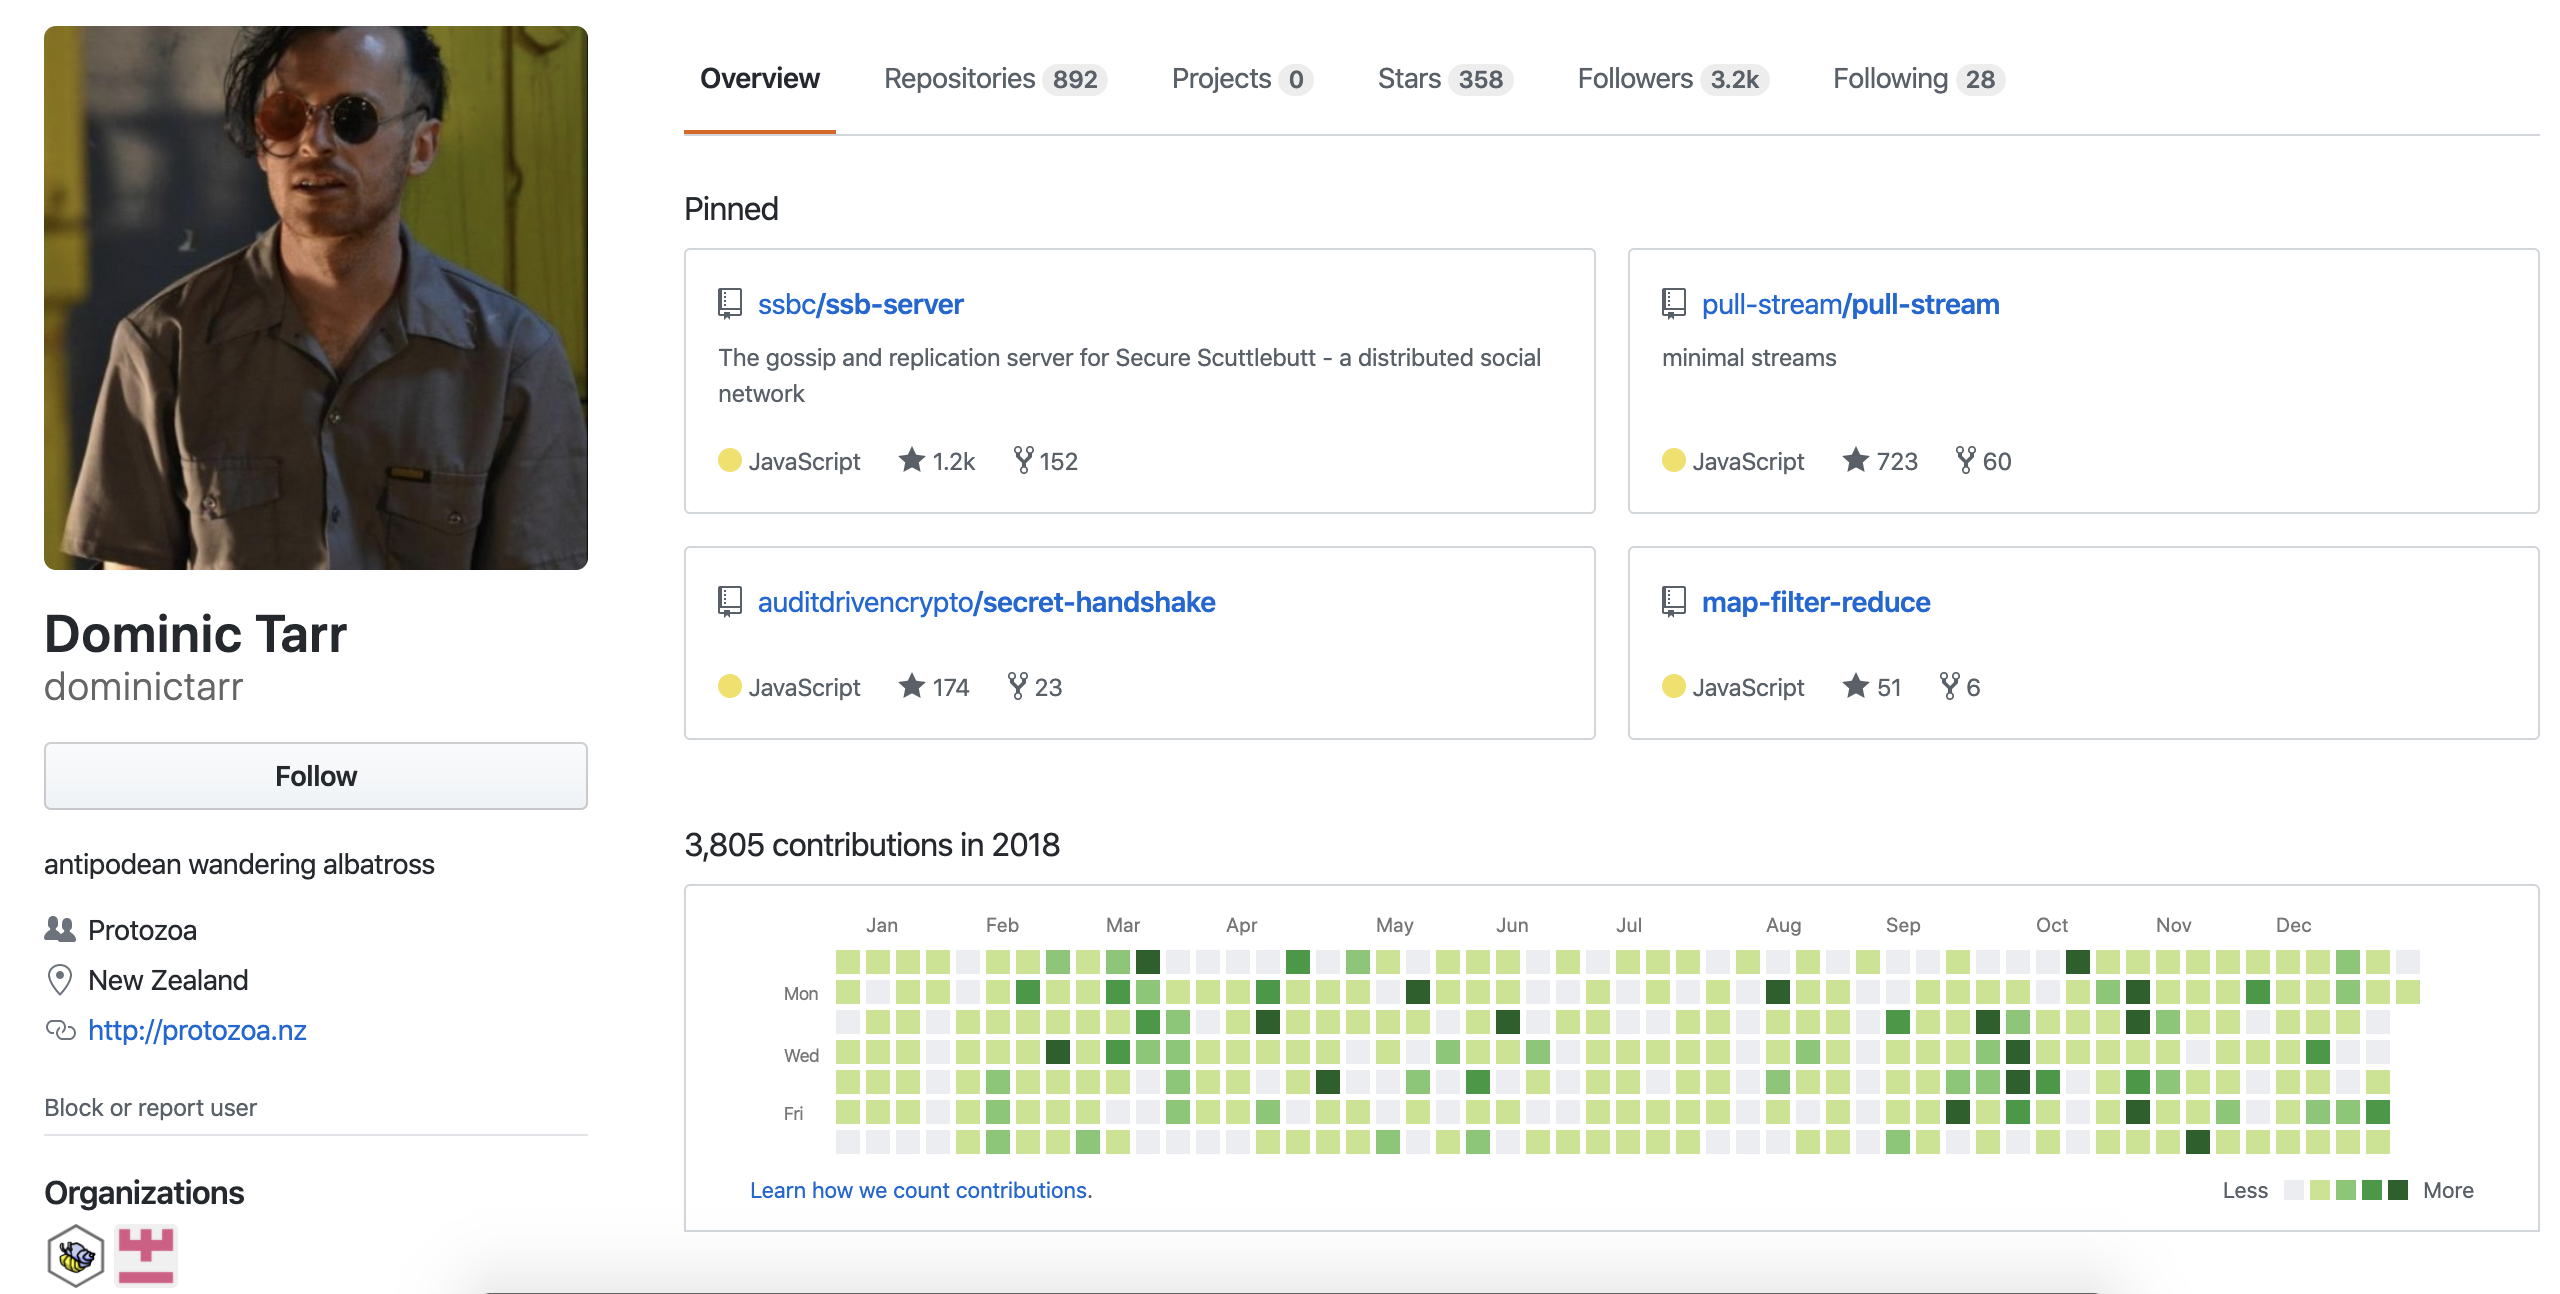 Overview Repositories 892 Projects 0 Stars 358 Followers 3.2k Following 28
Dominic Tarr
dominictarr
Follow
antipodean wandering albatross
Protozoa
New Zealand
http://protozoa.nz
Block or report user
Organizations
Pinned
ssbc/ssb-server
The gossip and replication server for Secure Scuttlebutt - a distributed social
network
JavaScript 1.2k 152
pull-stream/pull-stream
minimal streams
JavaScript 723 60
auditdrivencrypto/secret-handshake
JavaScript 174 23
map-filter-reduce
JavaScript 51 6
3,805 contributions in 2018
Jan Feb Mar Apr May Jun Jul Aug Sep Oct Nov Dec
Mon
Wed
Fri
Learn how we count contributions.
Less More